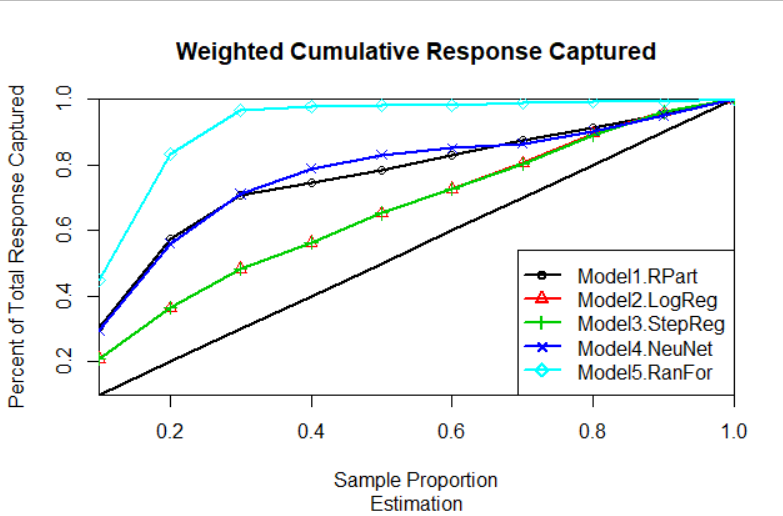 Weighted Cumulative Response Captured
Percent of Total Response Captured
1.0
0.8
0.6
0.4
0.2
Model1.RPart
Model2.LogReg
Model3.StepReg
Model4.NeuNet
Model5.RanFor
0.2 0.4 0.6 0.8 1.0
Sample Proportion
Estimation